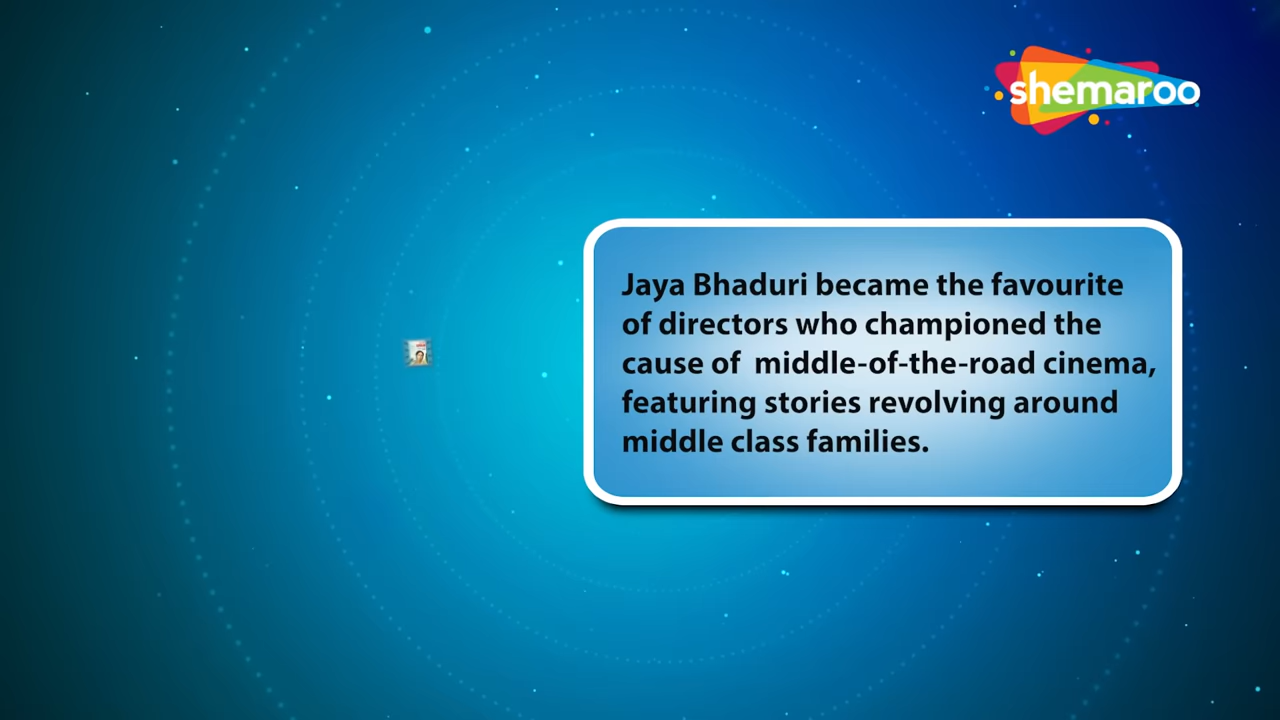 shemaroo
Jaya Bhaduri became the favourite
of directors who championed the
cause of  middle-of-the-road cinema,
featuring stories revolving around
middle class families.